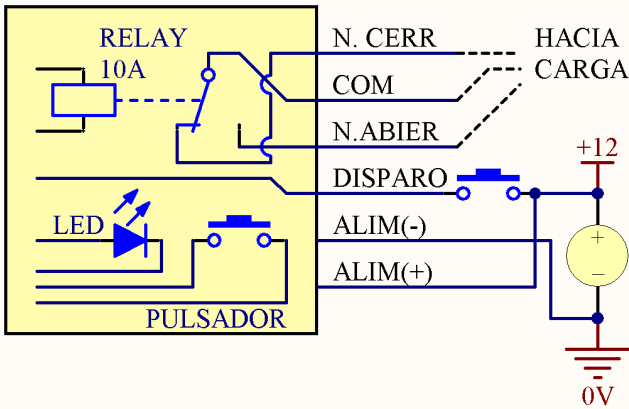 RELAY
10A
N. CERR
COM
N.ABIER
HACIA
CARGA
DISPARO
+12
LED
ALIM(-)
ALIM(+)
PULSADOR
+
−
0V